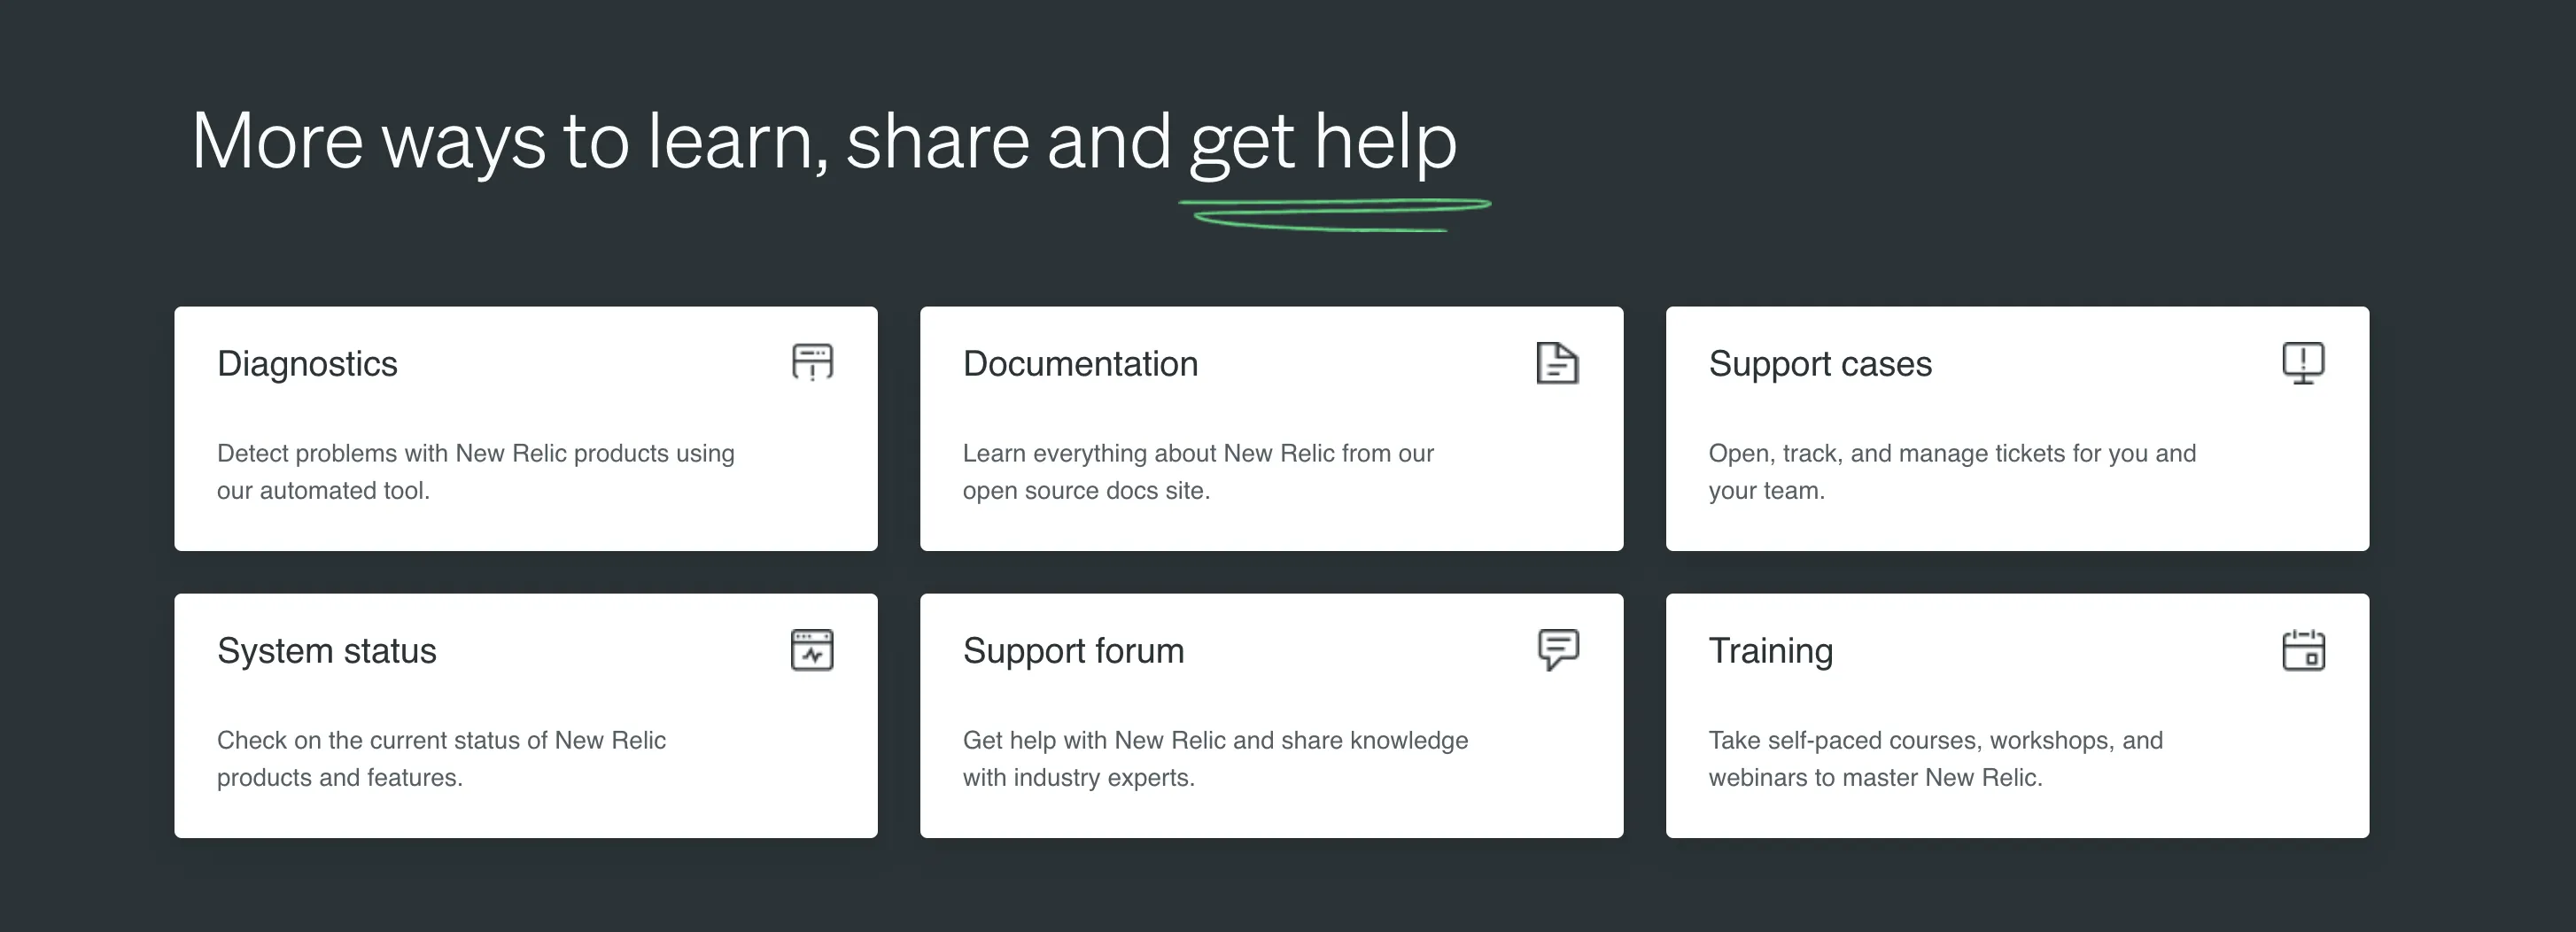 More ways to learn, share and get help
Diagnostics
Detect problems with New Relic products using
our automated tool.
Documentation
Learn everything about New Relic from our
open source docs site.
Support cases
Open, track, and manage tickets for you and
your team.
System status
Check on the current status of New Relic
products and features.
Support forum
Get help with New Relic and share knowledge
with industry experts.
Training
Take self-paced courses, workshops, and
webinars to master New Relic.